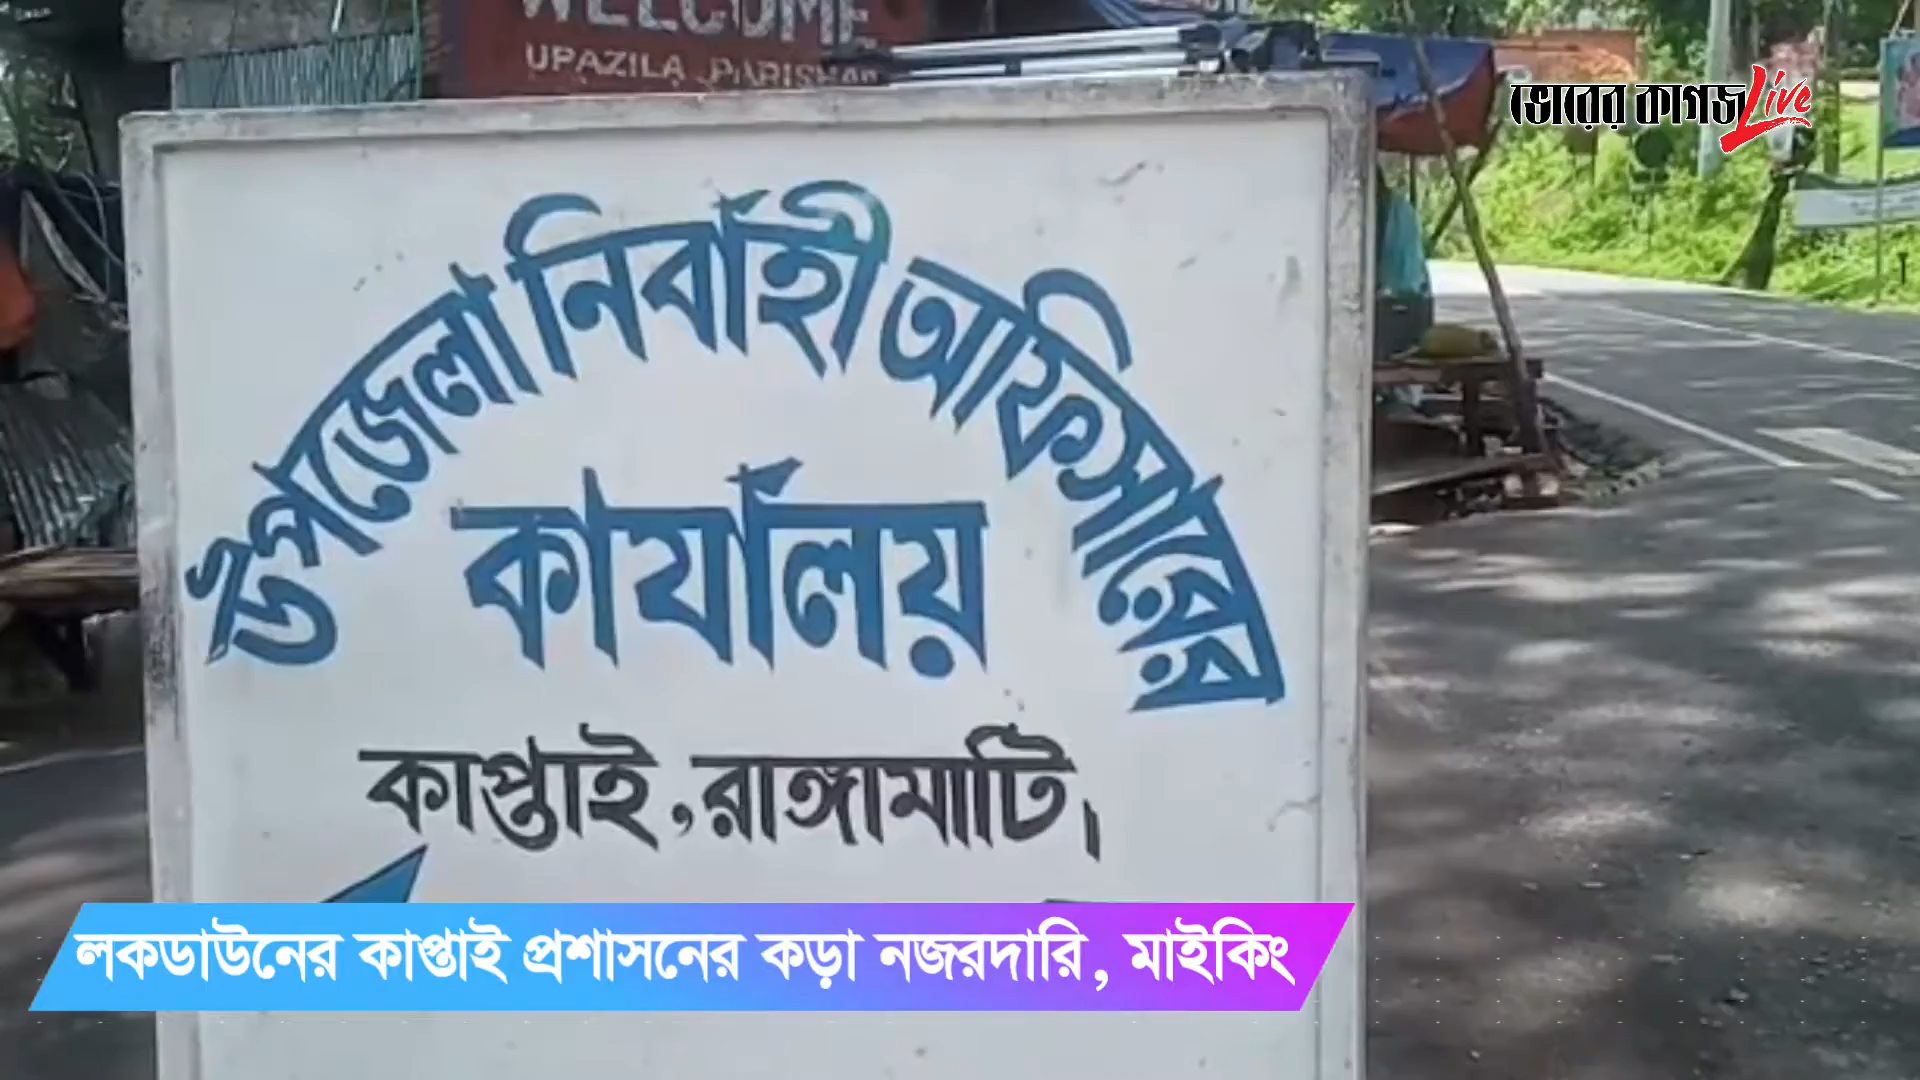 WELCOME
UPAZILA PARISHAD
ভোরের কাগজ Live
উপজেলা নির্বাহী অফিসারের
কার্যালয়
কাপ্তাই, রাঙ্গামাটি।
লকডাউনের কাপ্তাই প্রশাসনের কড়া নজরদারি, মাইকিং